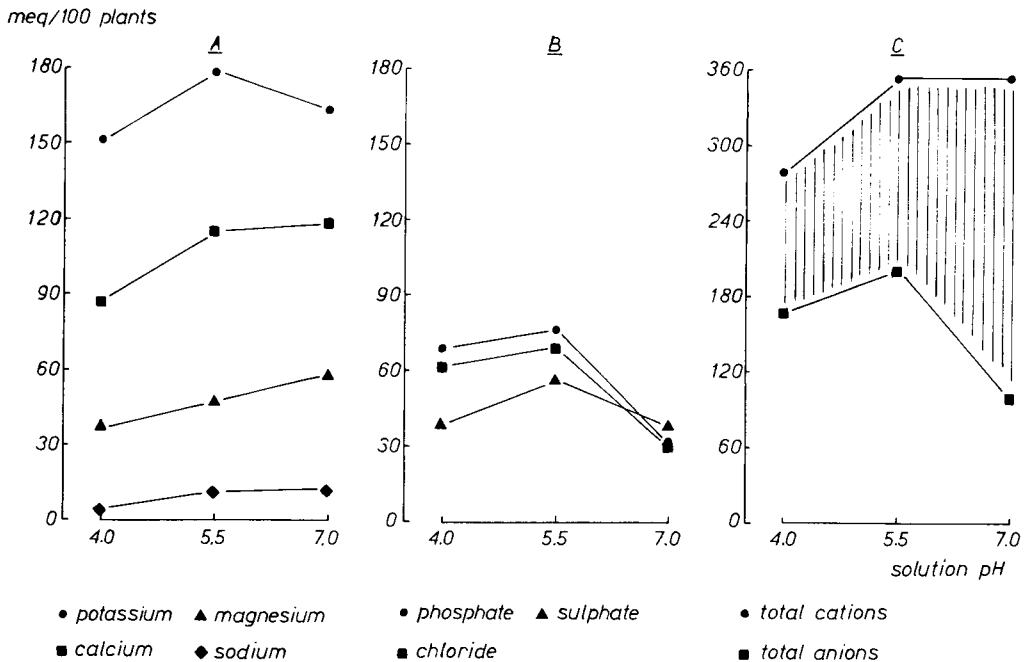 meq/100 plants
A
B
C
180
150
120
90
60
30
0
4.0 5.5 7.0
180
150
120
90
60
30
0
4.0 5.5 7.0
360
300
240
180
120
60
0
4.0 5.5 7.0
solution pH
potassium magnesium
calcium sodium
phosphate sulphate
chloride
total cations
total anions